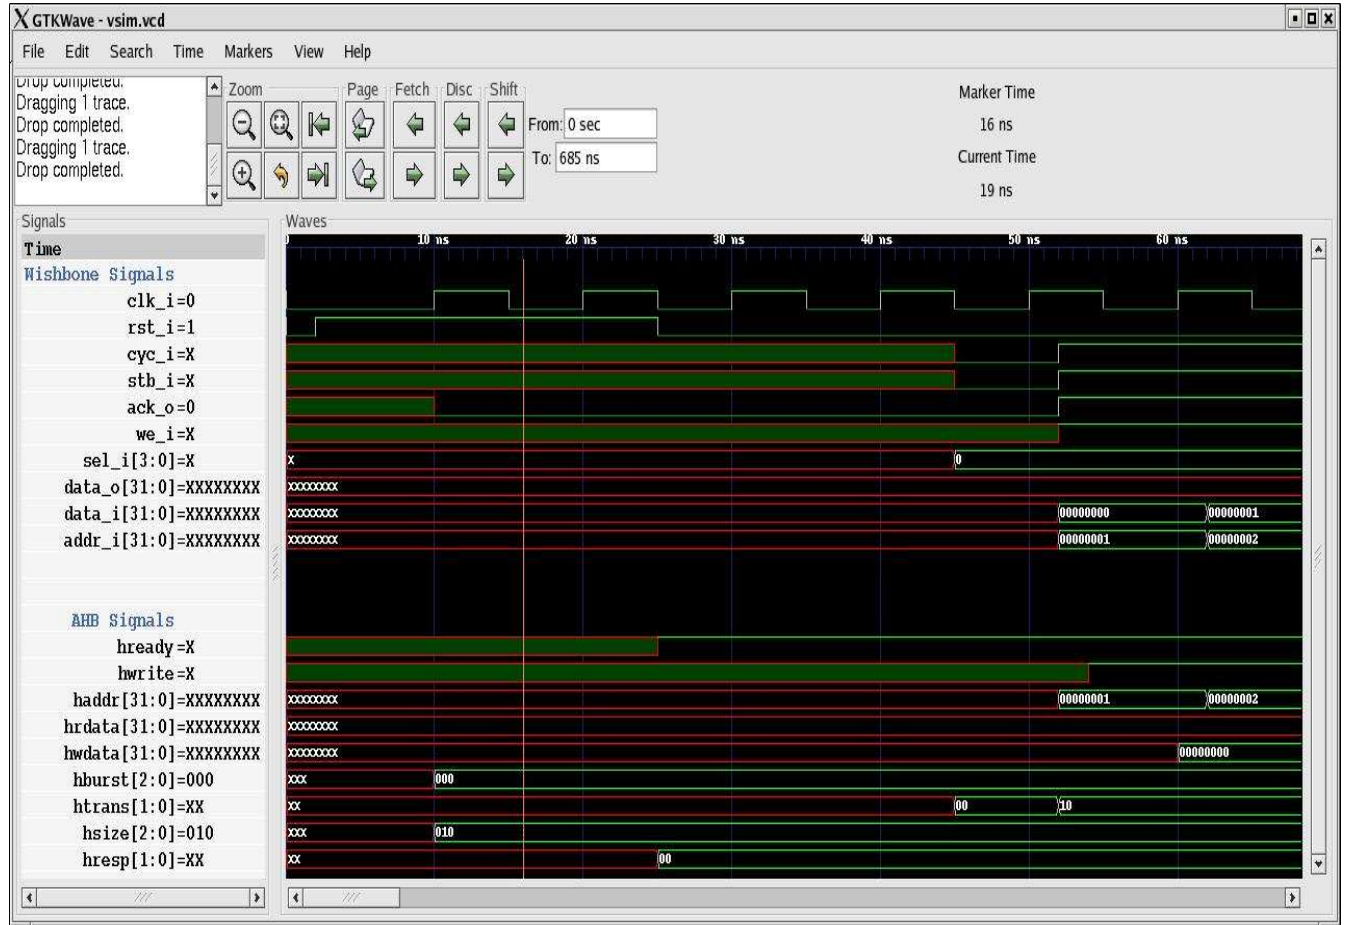 GTKWave - vsim.vcd
File Edit Search Time Markers View Help
Drop completed.
Dragging 1 trace.
Drop completed.
Dragging 1 trace.
Drop completed.
Zoom Page Fetch Disc Shift
From: 0 sec
To: 685 ns
Marker Time
16 ns
Current Time
19 ns
Signals
Waves
Time
0 10 ns 20 ns 30 ns 40 ns 50 ns 60 ns
Wishbone Signals
clk_i=0
rst_i=1
cyc_i=X
stb_i=X
ack_o=0
we_i=X
sel_i[3:0]=X X 0
data_o[31:0]=XXXXXXXX XXXXXXXX
data_i[31:0]=XXXXXXXX XXXXXXXX 00000000 00000001
addr_i[31:0]=XXXXXXXX XXXXXXXX 00000001 00000002
AHB Signals
hready=X
hwrite=X
haddr[31:0]=XXXXXXXX XXXXXXXX 00000001 00000002
hrdata[31:0]=XXXXXXXX XXXXXXXX
hwdata[31:0]=XXXXXXXX XXXXXXXX 00000000
hburst[2:0]=000 XXX 000
htrans[1:0]=XX XX 00 10
hsize[2:0]=010 XXX 010
hresp[1:0]=XX XX 00